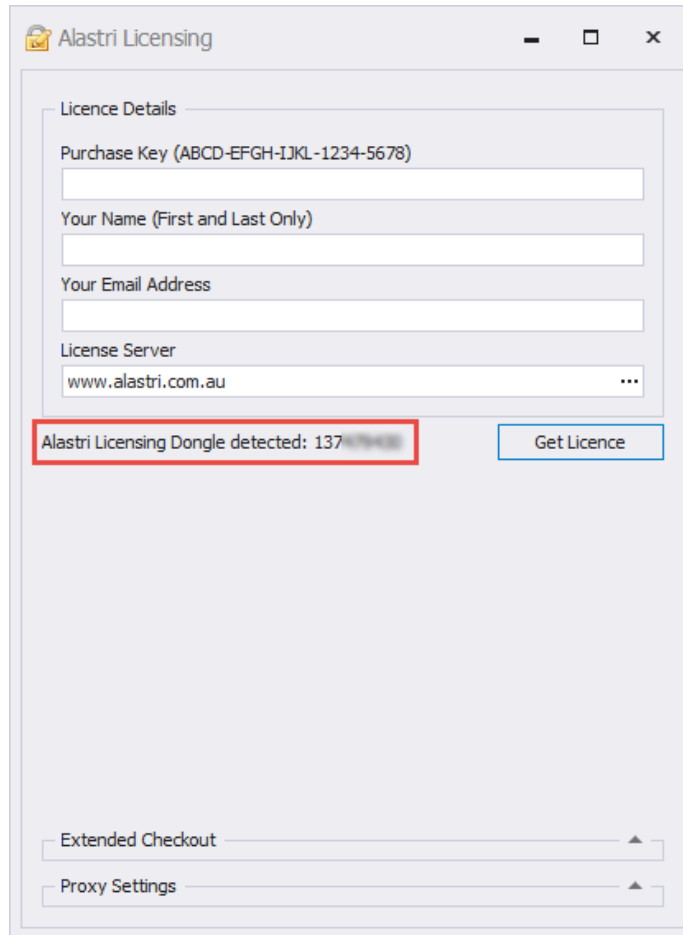 Alastri Licensing
Licence Details
Purchase Key (ABCD-EFGH-IJKL-1234-5678)
Your Name (First and Last Only)
Your Email Address
License Server
www.alastri.com.au
Alastri Licensing Dongle detected: 137
Get Licence
Extended Checkout
Proxy Settings